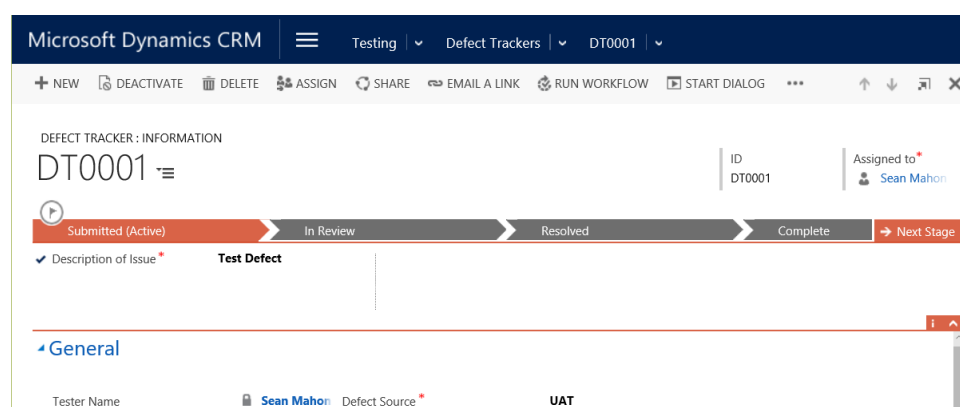 Microsoft Dynamics CRM Testing Defect Trackers DT0001
NEW DEACTIVATE DELETE ASSIGN SHARE EMAIL A LINK RUN WORKFLOW START DIALOG •••
DEFECT TRACKER : INFORMATION
DT0001
ID
DT0001
Assigned to*
Sean Mahon
Submitted (Active) In Review Resolved Complete Next Stage
Description of Issue* Test Defect
General
Tester Name Sean Mahon Defect Source* UAT